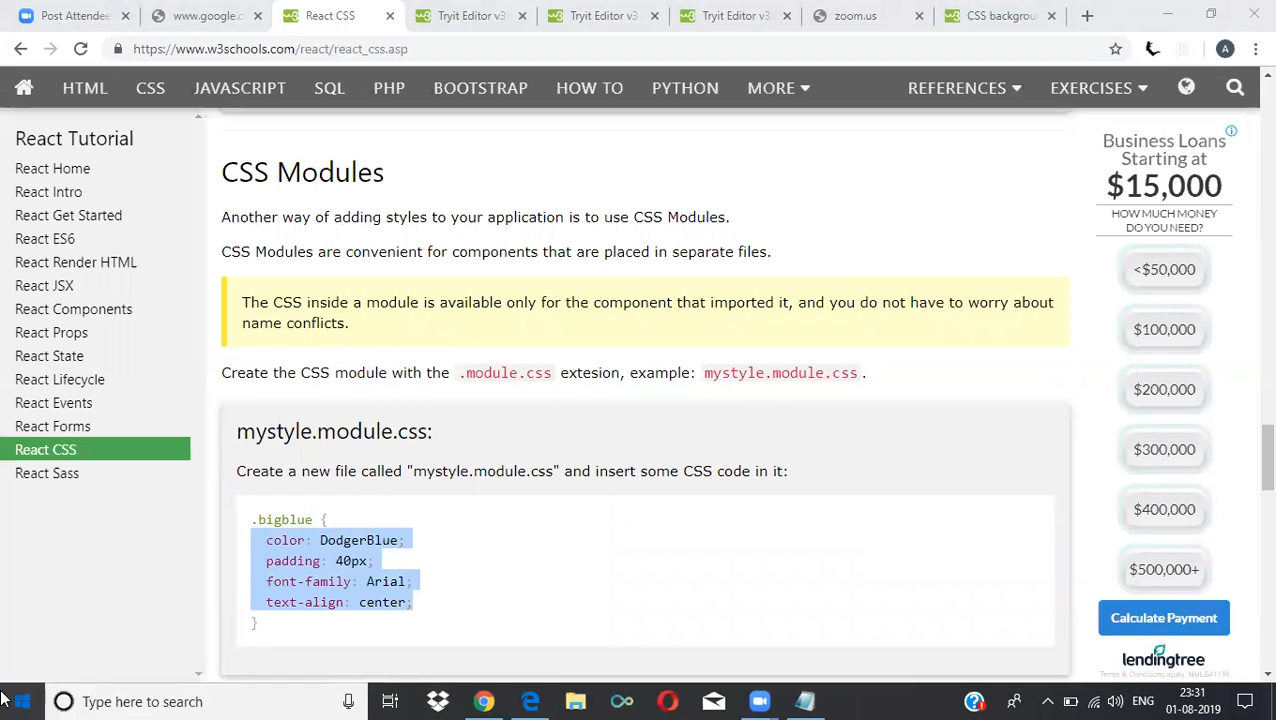 Post Attendee
www.google.c
React CSS
Tryit Editor v3
Tryit Editor v3
Tryit Editor v3
zoom.us
CSS backgrou
https://www.w3schools.com/react/react_css.asp
A
HTML CSS JAVASCRIPT SQL PHP BOOTSTRAP HOW TO PYTHON MORE REFERENCES EXERCISES
React Tutorial
React Home
React Intro
React Get Started
React ES6
React Render HTML
React JSX
React Components
React Props
React State
React Lifecycle
React Events
React Forms
React CSS
React Sass
CSS Modules
Another way of adding styles to your application is to use CSS Modules.
CSS Modules are convenient for components that are placed in separate files.
The CSS inside a module is available only for the component that imported it, and you do not have to worry about
name conflicts.
Create the CSS module with the .module.css extesion, example: mystyle.module.css.
mystyle.module.css:
Create a new file called "mystyle.module.css" and insert some CSS code in it:
.bigblue {
color: DodgerBlue;
padding: 40px;
font-family: Arial;
text-align: center;
}
Business Loans
Starting at
$15,000
HOW MUCH MONEY
DO YOU NEED?
<$50,000
$100,000
$200,000
$300,000
$400,000
$500,000+
Calculate Payment
lendingtree
Terms & Conditions apply. NMLS#1136
Type here to search
ENG
23:31
01-08-2019